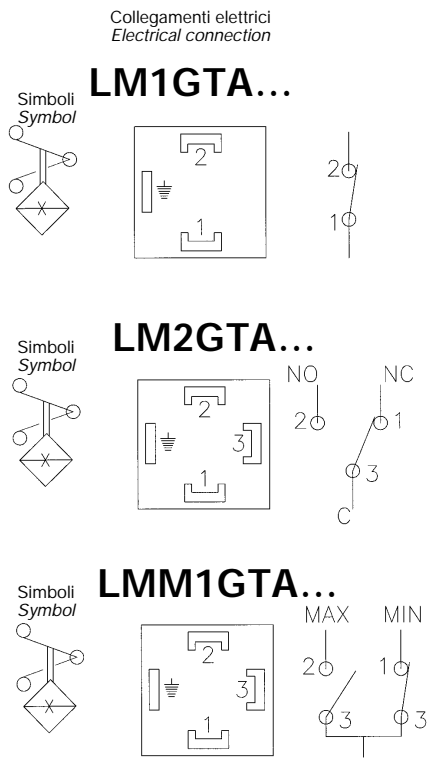 Collegamenti elettrici
Electrical connection
LM1GTA...
Simboli
Symbol
2
1
2
1
LM2GTA...
Simboli
Symbol
NO NC
2
3
1
2 1
3
C
LMM1GTA...
Simboli
Symbol
MAX MIN
2
3
1
2 1
3 3